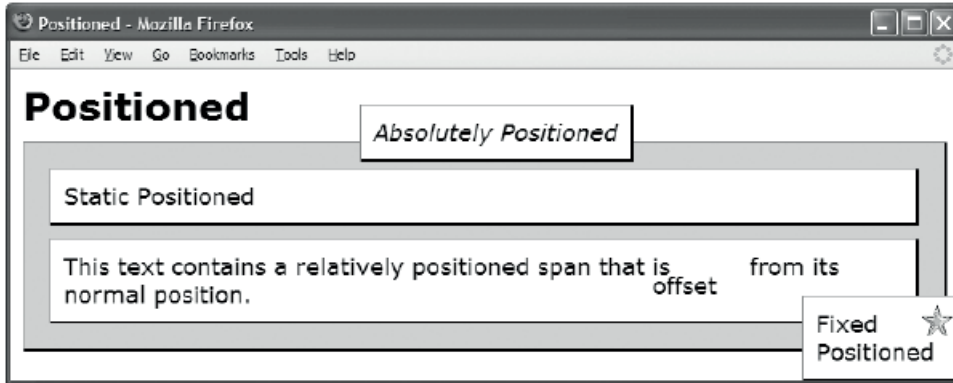 Positioned - Mozilla Firefox
File Edit View Go Bookmarks Tools Help
Positioned
Absolutely Positioned
Static Positioned
This text contains a relatively positioned span that is offset from its
normal position.
Fixed
Positioned